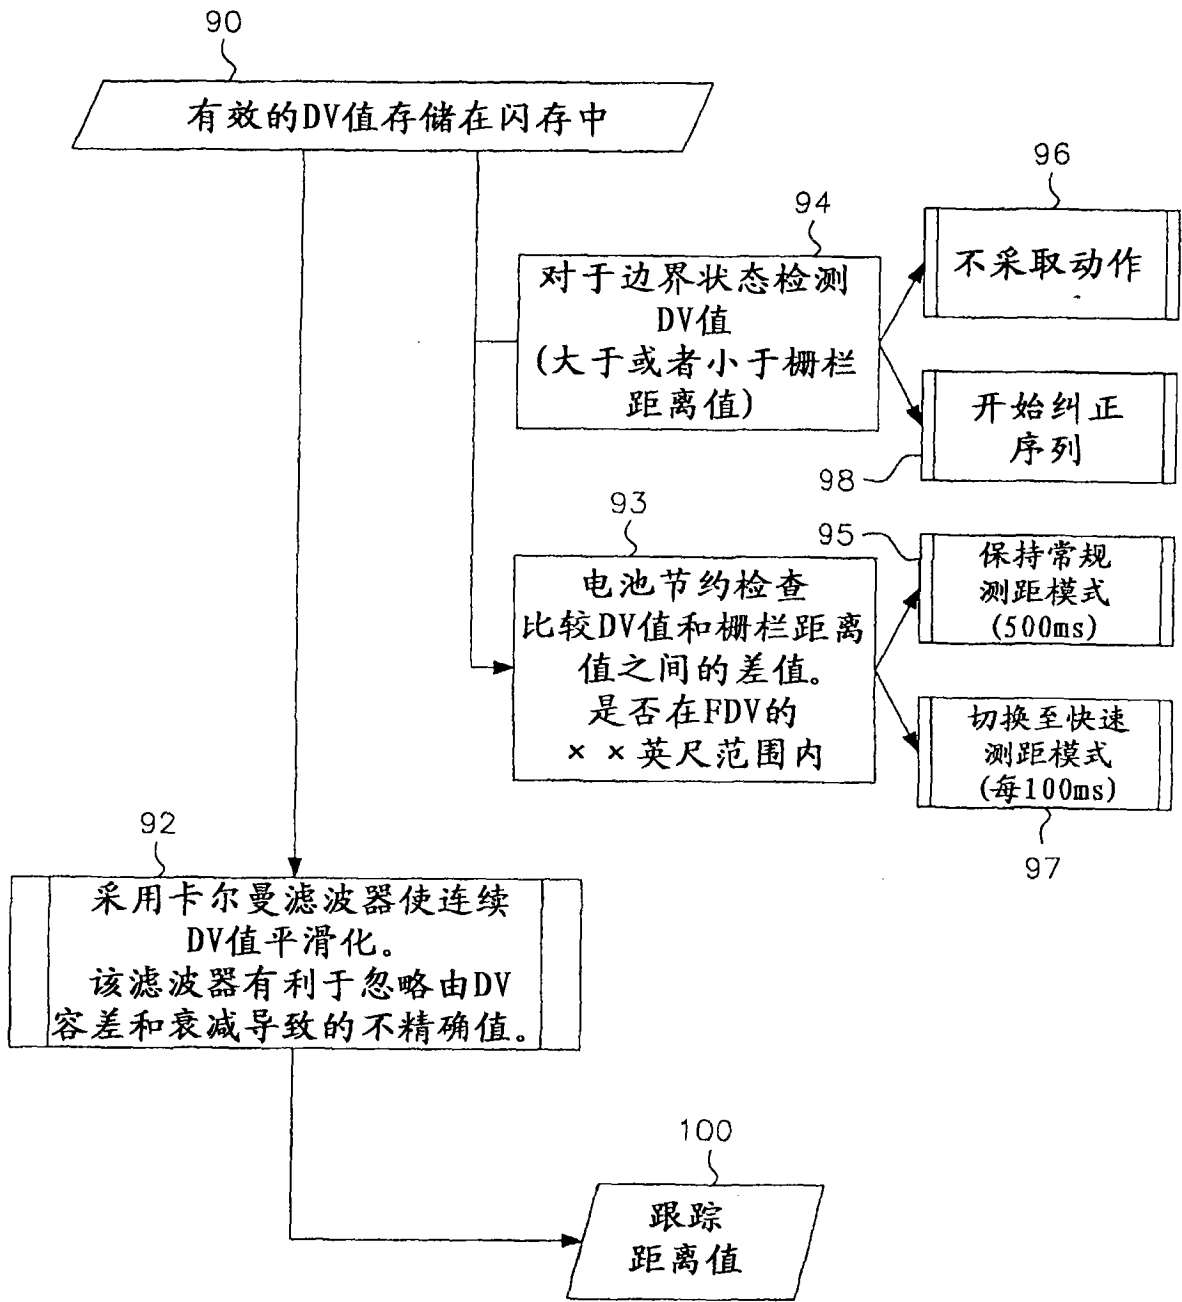 90
有效的DV值存储在闪存中
94
对于边界状态检测
DV值
(大于或者小于栅栏
距离值)
96
不采取动作
开始纠正
序列
98
93
电池节约检查
比较DV值和栅栏距离
值之间的差值。
是否在FDV的
××英尺范围内
95
保持常规
测距模式
(500ms)
切换至快速
测距模式
(每100ms)
97
92
采用卡尔曼滤波器使连续
DV值平滑化。
该滤波器有利于忽略由DV
容差和衰减导致的不精确值。
100
跟踪
距离值